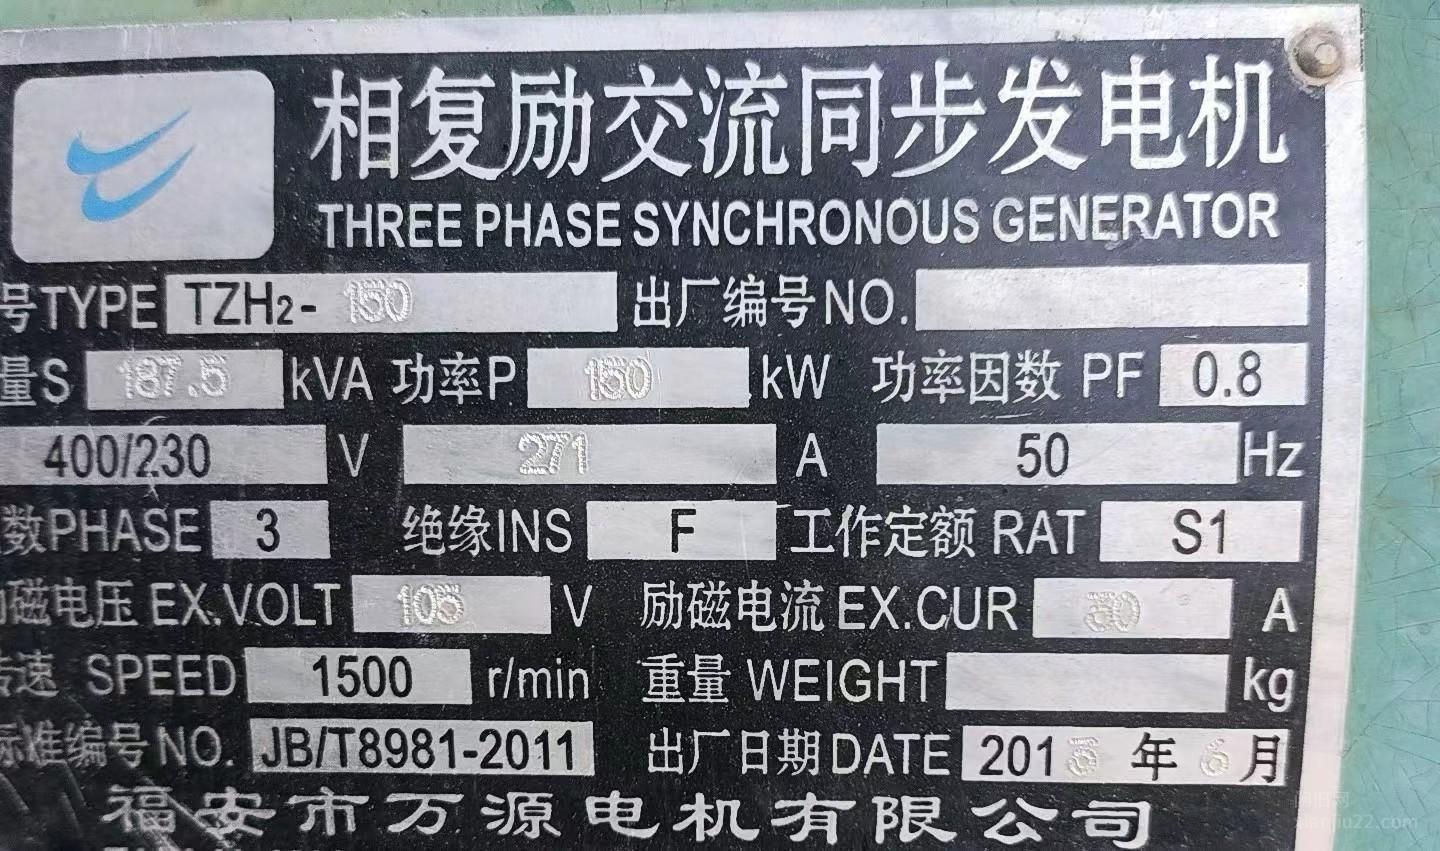 相复励交流同步发电机
THREE PHASE SYNCHRONOUS GENERATOR
号TYPE TZH2-150 出厂编号NO.
量S 187.5 kVA 功率P 150 kW 功率因数 PF 0.8
400/230 V 271 A 50 Hz
数PHASE 3 绝缘INS F 工作定额 RAT S1
磁电压 EX.VOLT 105 V 励磁电流 EX.CUR A
速 SPEED 1500 r/min 重量 WEIGHT kg
标准编号NO. JB/T8981-2011 出厂日期DATE 201 年6月
福安市万源电机有限公司